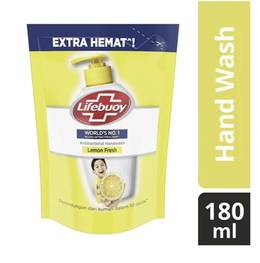 EXTRA HEMAT^!
Lifebuoy
WORLD'S NO. 1
Antibacterial Handwash
Lemon Fresh
Hand Wash
180
ml